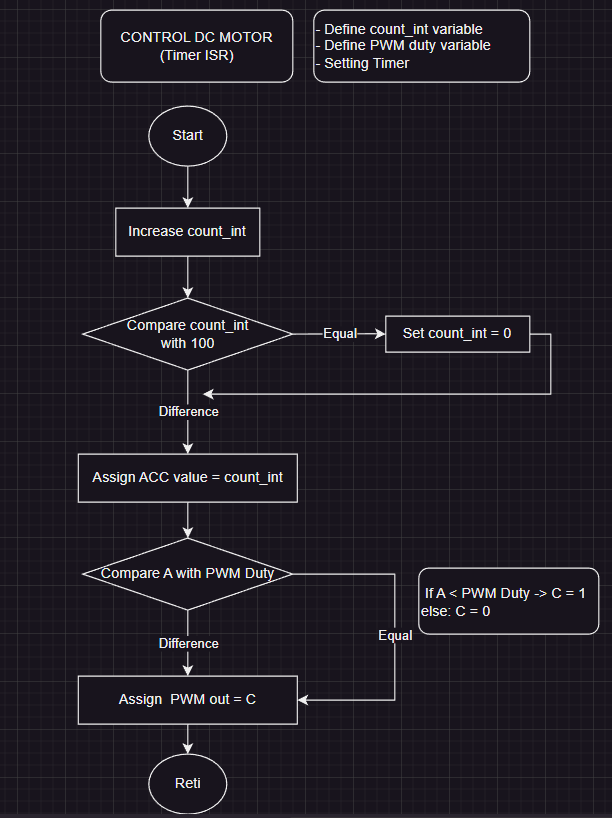 CONTROL DC MOTOR
(Timer ISR)
- Define count_int variable
- Define PWM duty variable
- Setting Timer
Start
Increase count_int
Compare count_int
with 100
Equal
Set count_int = 0
Difference
Assign ACC value = count_int
Compare A with PWM Duty
If A < PWM Duty -> C = 1
else: C = 0
Equal
Difference
Assign  PWM out = C
Reti